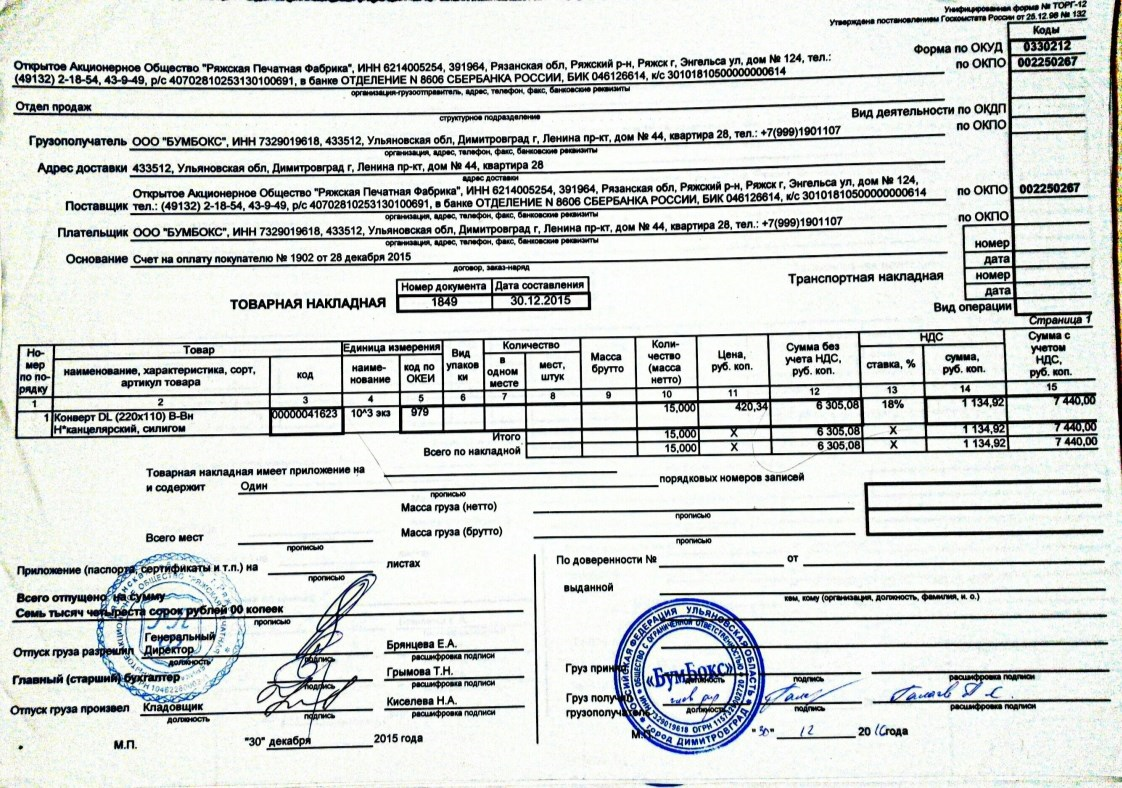 Унифицированная форма № ТОРГ-12
Утверждена постановлением Госкомстата России от 25.12.98 № 132
Коды
Форма по ОКУД 0330212
Открытое Акционерное Общество "Ряжская Печатная Фабрика", ИНН 6214005254, 391964, Рязанская обл, Ряжский р-н, Ряжск г, Энгельса ул, дом № 124, тел.: по ОКПО 002250267
(49132) 2-18-54, 43-9-49, р/с 40702810253130100691, в банке ОТДЕЛЕНИЕ N 8606 СБЕРБАНКА РОССИИ, БИК 046126614, к/с 30101810500000000614
организация-грузоотправитель, адрес, телефон, факс, банковские реквизиты
Отдел продаж
структурное подразделение
Вид деятельности по ОКДП
Грузополучатель ООО "БУМБОКС", ИНН 7329019618, 433512, Ульяновская обл, Димитровград г, Ленина пр-кт, дом № 44, квартира 28, тел.: +7(999)1901107 по ОКПО
организация, адрес, телефон, факс, банковские реквизиты
Адрес доставки 433512, Ульяновская обл, Димитровград г, Ленина пр-кт, дом № 44, квартира 28
адрес доставки
Открытое Акционерное Общество "Ряжская Печатная Фабрика", ИНН 6214005254, 391964, Рязанская обл, Ряжский р-н, Ряжск г, Энгельса ул, дом № 124,
Поставщик тел.: (49132) 2-18-54, 43-9-49, р/с 40702810253130100691, в банке ОТДЕЛЕНИЕ N 8606 СБЕРБАНКА РОССИИ, БИК 046126614, к/с 30101810500000000614 по ОКПО 002250267
организация, адрес, телефон, факс, банковские реквизиты
Плательщик ООО "БУМБОКС", ИНН 7329019618, 433512, Ульяновская обл, Димитровград г, Ленина пр-кт, дом № 44, квартира 28, тел.: +7(999)1901107 по ОКПО
организация, адрес, телефон, факс, банковские реквизиты
Основание Счет на оплату покупателю № 1902 от 28 декабря 2015 номер
договор, заказ-наряд
дата
Транспортная накладная номер
дата
Вид операции
Номер документа Дата составления
ТОВАРНАЯ НАКЛАДНАЯ 1849 30.12.2015
Страница 1
Но-мер по по-рядку Товар Единица измерения Вид упаков ки Количество Масса брутто Коли-чество (масса нетто) Цена, руб. коп. Сумма без учета НДС, руб. коп. НДС Сумма с учетом НДС, руб. коп.
наименование, характеристика, сорт, артикул товара код наиме-нование код по ОКЕИ в одном месте мест, штук ставка, % сумма, руб. коп.
1 2 3 4 5 6 7 8 9 10 11 12 13 14 15
1 Конверт DL (220х110) В-Вн 00000041623 10^3 экз 979 15,000 420,34 6 305,08 18% 1 134,92 7 440,00
Н*канцелярский, силигом
Итого 15,000 Х 6 305,08 Х 1 134,92 7 440,00
Всего по накладной 15,000 Х 6 305,08 Х 1 134,92 7 440,00
Товарная накладная имеет приложение на
и содержит Один порядковых номеров записей
прописью
Масса груза (нетто)
прописью
Всего мест Масса груза (брутто)
прописью прописью
Приложение (паспорта, сертификаты и т.п.) на листах
прописью
Всего отпущено на сумму
Семь тысяч четыреста сорок рублей 00 копеек
прописью
Отпуск груза разрешил Генеральный Директор Брянцева Е.А.
должность подпись расшифровка подписи
Главный (старший) бухгалтер Грымова Т.Н.
подпись расшифровка подписи
Отпуск груза произвел Кладовщик Киселева Н.А.
должность подпись расшифровка подписи
М.П. "30" декабря 2015 года
По доверенности № от
выданной
кем, кому (организация, должность, фамилия, и. о.)
Груз принял
должность подпись расшифровка подписи
Груз получил
грузополучатель
должность подпись расшифровка подписи
М.П. "30" 12 2016 года
РОССИЙСКАЯ ФЕДЕРАЦИЯ УЛЬЯНОВСКАЯ ОБЛАСТЬ
ОБЩЕСТВО С ОГРАНИЧЕННОЙ ОТВЕТСТВЕННОСТЬЮ
«БумБокс»
ИНН 7329019618
ГОРОД ДИМИТРОВГРАД